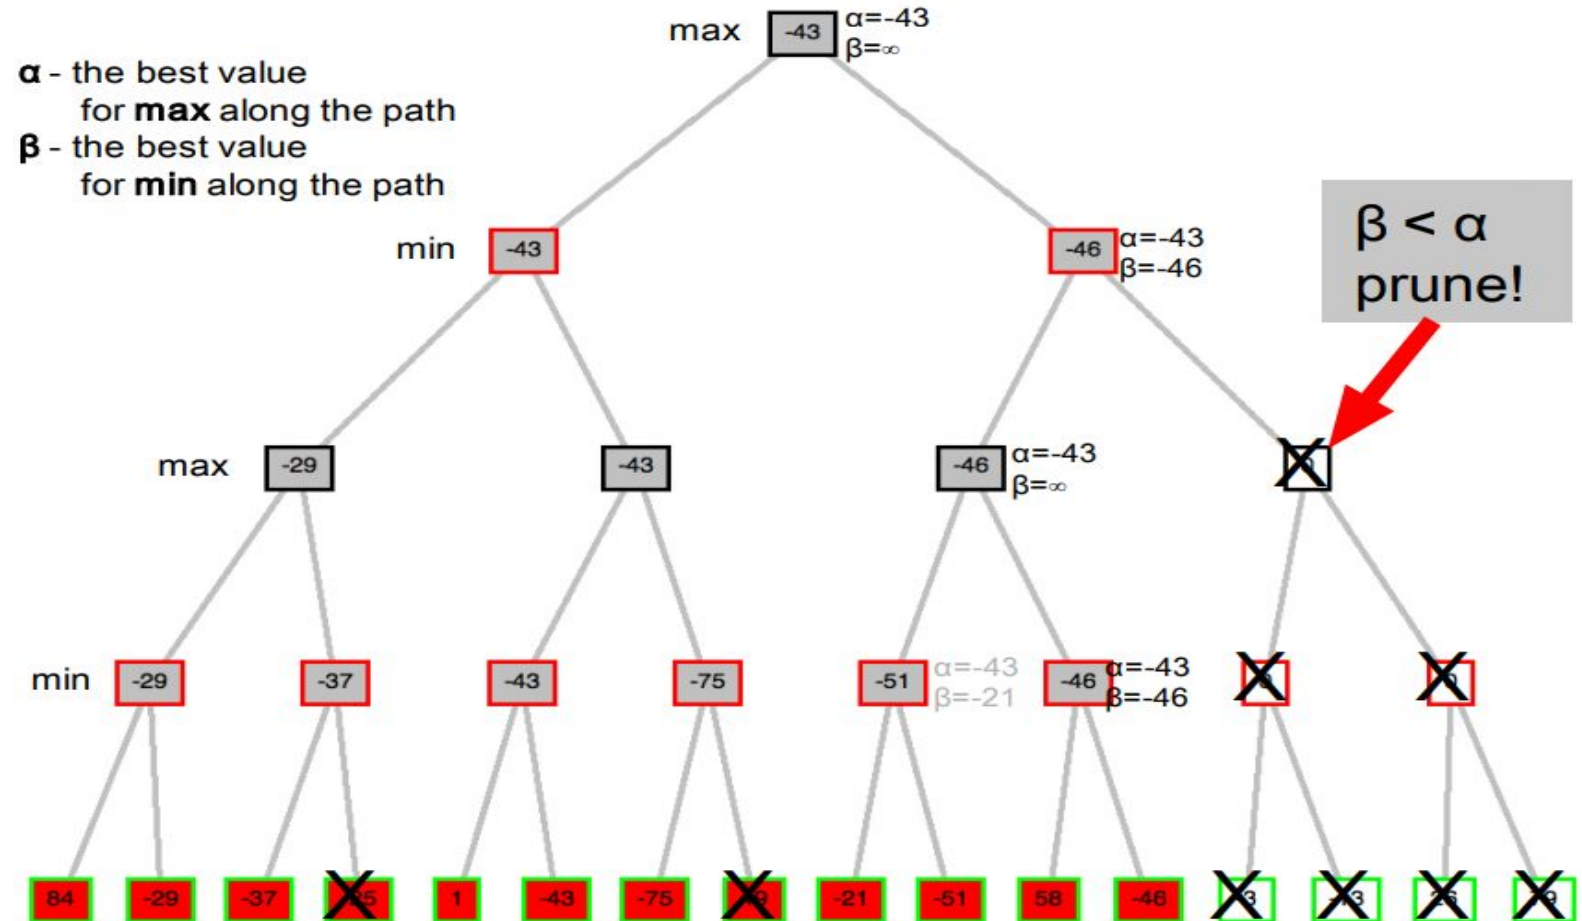 max -43 α=-43
β=∞
α - the best value
for max along the path
β - the best value
for min along the path
min -43 -46 α=-43
β=-46
β < α
prune!
max -29 -43 -46 α=-43
β=∞
min -29 -37 -43 -75 -51 α=-43 -46 α=-43
β=-21 β=-46
84 -29 -37 1 -43 -75 -21 -51 58 -46